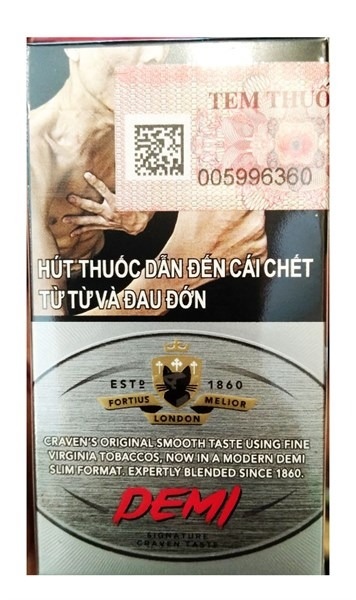 TEM THUỐ
005996360
HÚT THUỐC DẪN ĐẾN CÁI CHẾT
TỪ TỪ VÀ ĐAU ĐỚN
ESTD 1860
FORTIUS MELIOR
LONDON
CRAVEN'S ORIGINAL SMOOTH TASTE USING FINE
VIRGINIA TOBACCOS, NOW IN A MODERN DEMI
SLIM FORMAT. EXPERTLY BLENDED SINCE 1860.
DEMI
SIGNATURE
CRAVEN TASTE